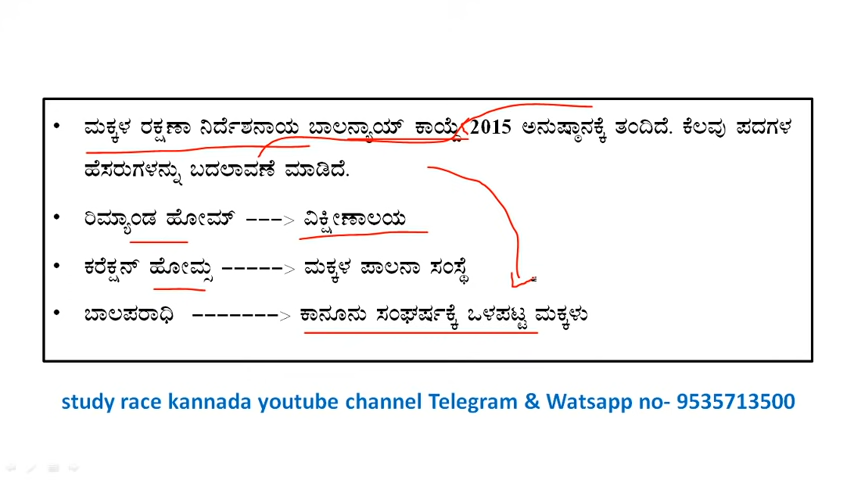 • ಮಕ್ಕಳ ರಕ್ಷಣಾ ನಿರ್ದೆಶನಾಯ ಬಾಲನ್ಯಾಯ್ ಕಾಯ್ದೆ 2015 ಅನುಷ್ಠಾನಕ್ಕೆ ತಂದಿದೆ. ಕೆಲವು ಪದಗಳ
ಹೆಸರುಗಳನ್ನು ಬದಲಾವಣೆ ಮಾಡಿದೆ.
• ರಿಮ್ಯಾಂಡ ಹೋಮ್ ---> ವಿಕ್ಷೀಣಾಲಯ
• ಕರೆಕ್ಷನ್ ಹೋಮ್ಸ -----> ಮಕ್ಕಳ ಪಾಲನಾ ಸಂಸ್ಥೆ
• ಬಾಲಪರಾಧಿ -------> ಕಾನೂನು ಸಂಘರ್ಷಕ್ಕೆ ಒಳಪಟ್ಟ ಮಕ್ಕಳು
study race kannada youtube channel Telegram & Watsapp no- 9535713500